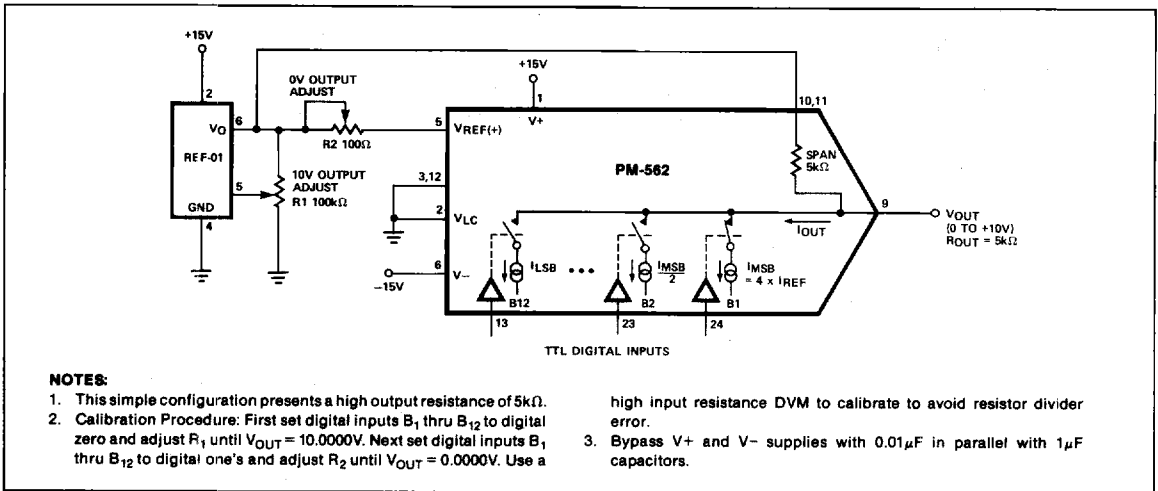 +15V
2
VO
6
REF-01
5
GND
4
0V OUTPUT
ADJUST
R2 100Ω
10V OUTPUT
ADJUST
R1 100kΩ
+15V
1
V+
10,11
5
VREF(+)
SPAN
5kΩ
PM-562
3,12
2
VLC
9
VOUT
(0 TO +10V)
ROUT = 5kΩ
IOUT
6
V−
−15V
ILSB
•••
IMSB
2
IMSB
= 4 x IREF
B12
B2
B1
13
23
24
TTL DIGITAL INPUTS
NOTES:
1. This simple configuration presents a high output resistance of 5kΩ.
2. Calibration Procedure: First set digital inputs B1 thru B12 to digital
zero and adjust R1 until VOUT = 10.0000V. Next set digital inputs B1
thru B12 to digital one's and adjust R2 until VOUT = 0.0000V. Use a
high input resistance DVM to calibrate to avoid resistor divider
error.
3. Bypass V+ and V− supplies with 0.01μF in parallel with 1μF
capacitors.